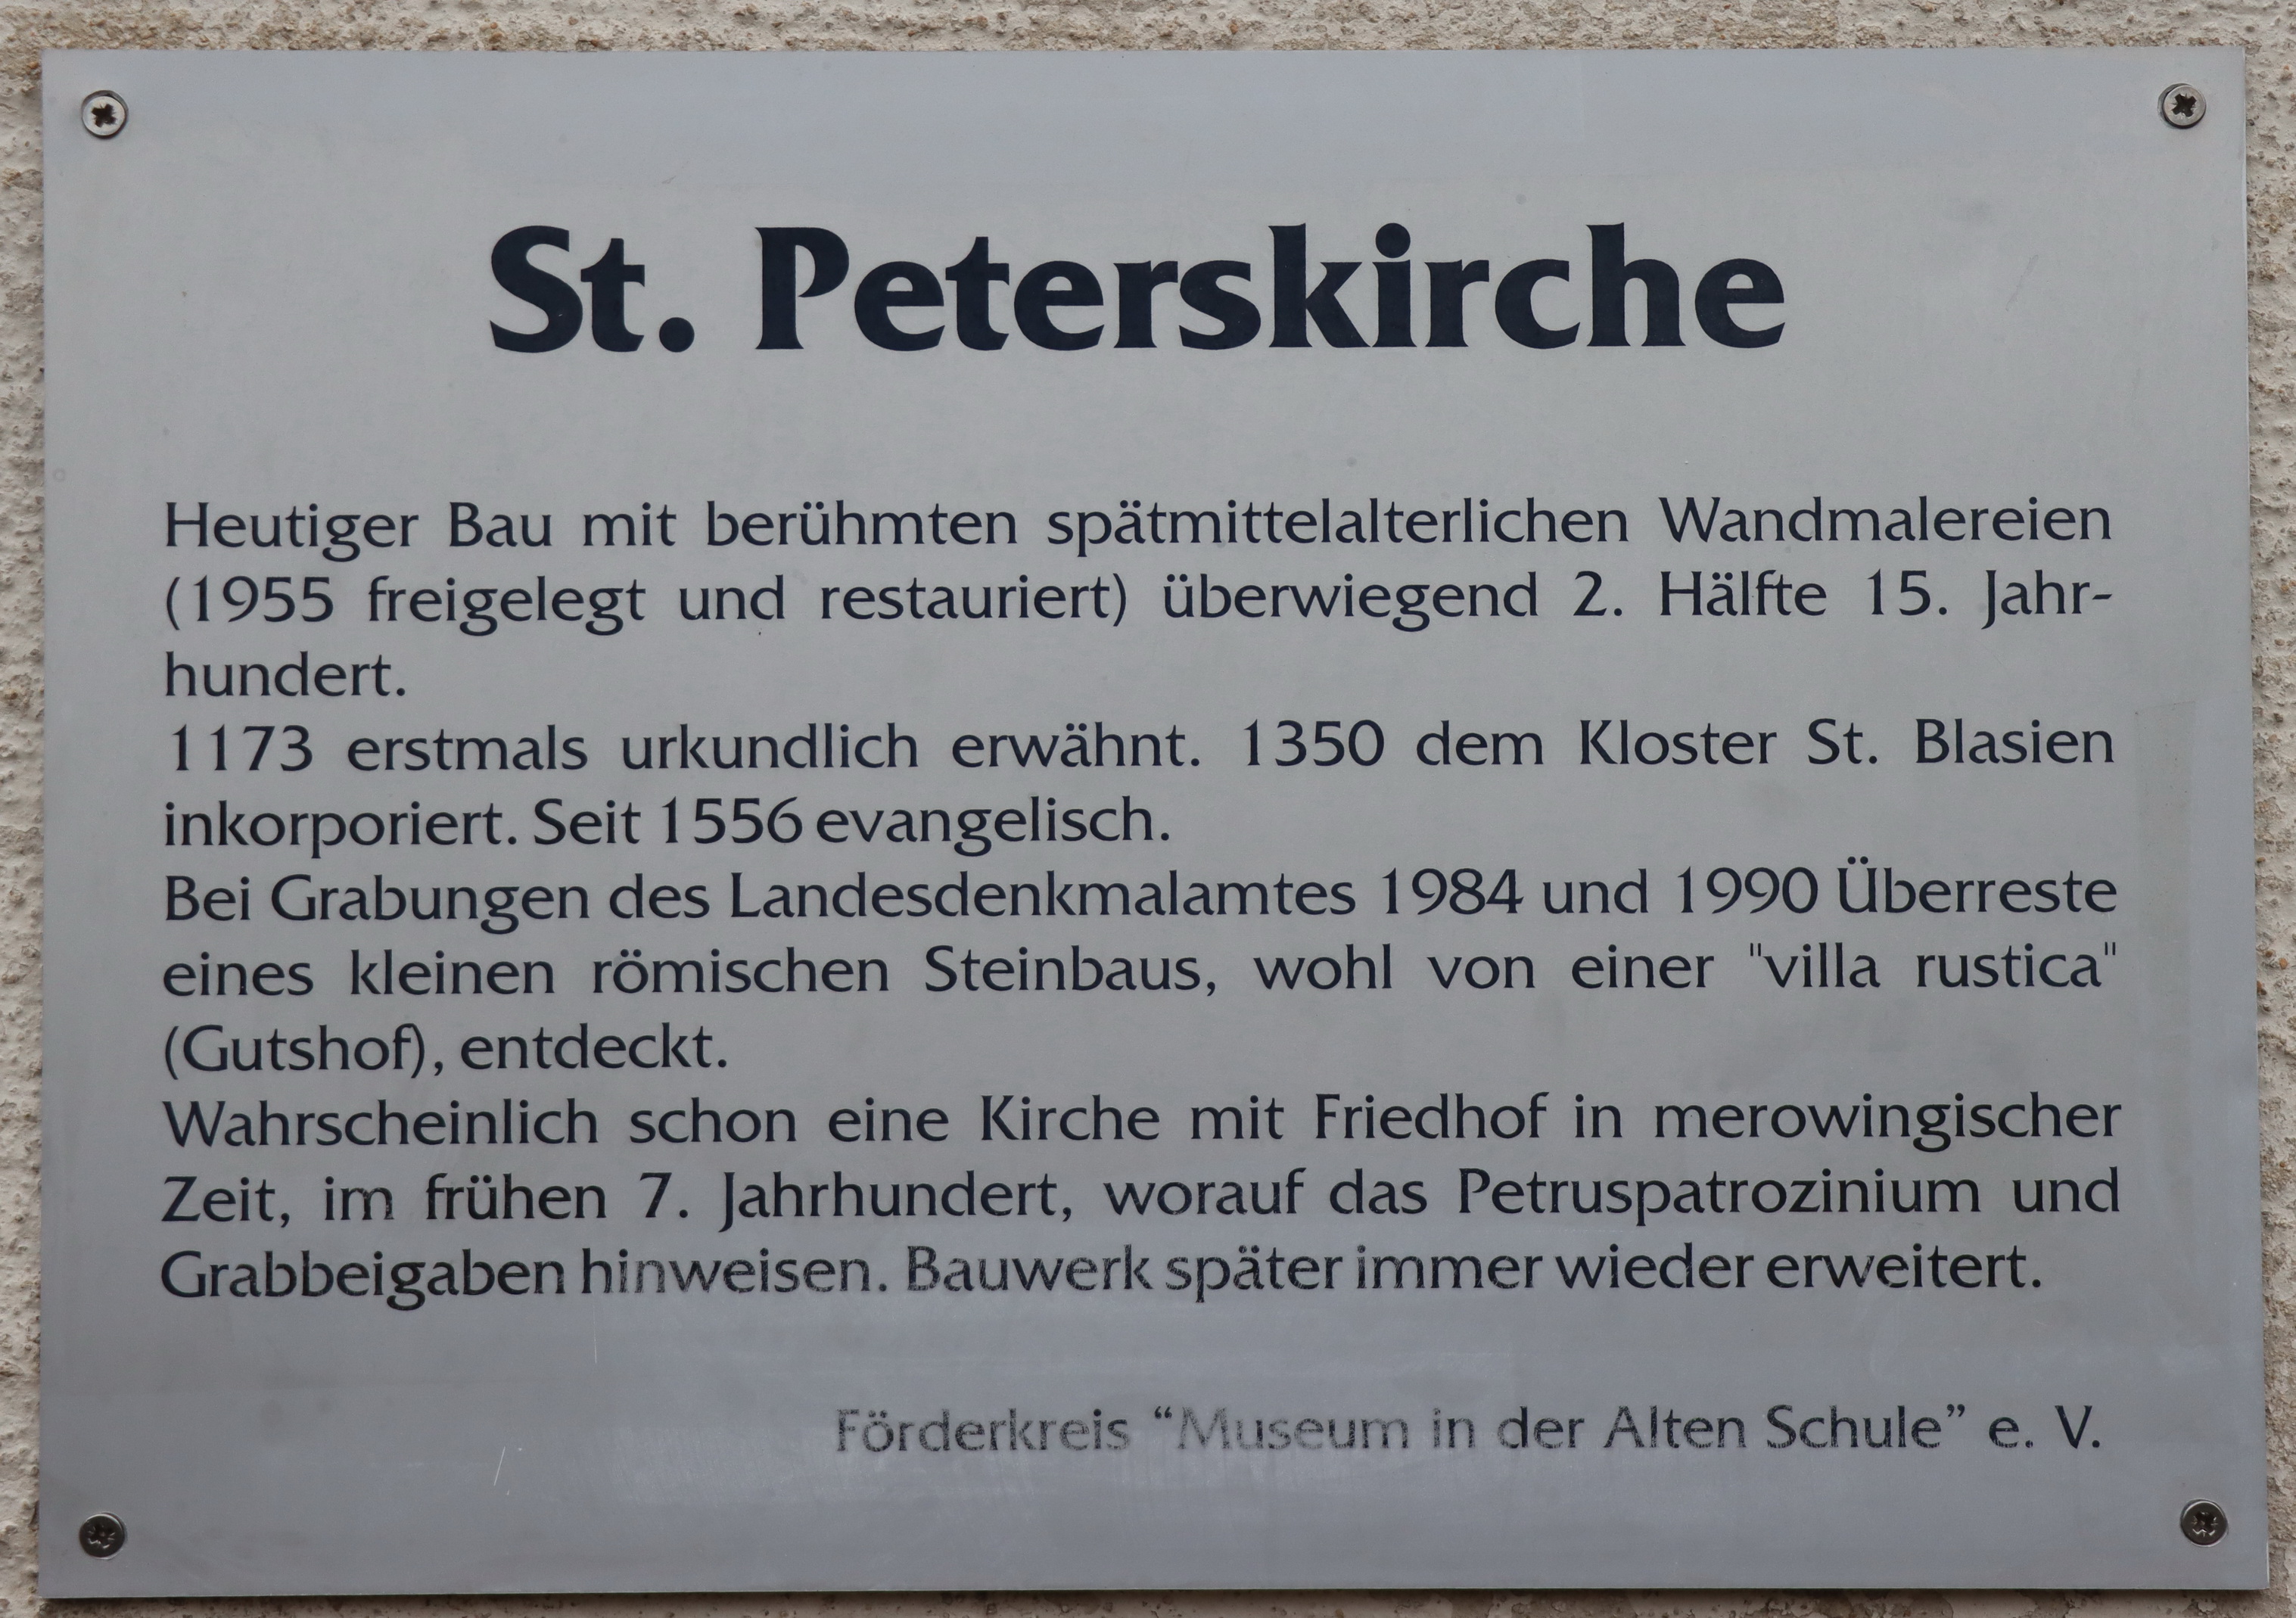 St. Peterskirche
Heutiger Bau mit berühmten spätmittelalterlichen Wandmalereien
(1955 freigelegt und restauriert) überwiegend 2. Hälfte 15. Jahr-
hundert.
1173 erstmals urkundlich erwähnt. 1350 dem Kloster St. Blasien
inkorporiert. Seit 1556 evangelisch.
Bei Grabungen des Landesdenkmalamtes 1984 und 1990 Überreste
eines kleinen römischen Steinbaus, wohl von einer "villa rustica"
(Gutshof), entdeckt.
Wahrscheinlich schon eine Kirche mit Friedhof in merowingischer
Zeit, im frühen 7. Jahrhundert, worauf das Petruspatrozinium und
Grabbeigaben hinweisen. Bauwerk später immer wieder erweitert.
Förderkreis “Museum in der Alten Schule” e. V.